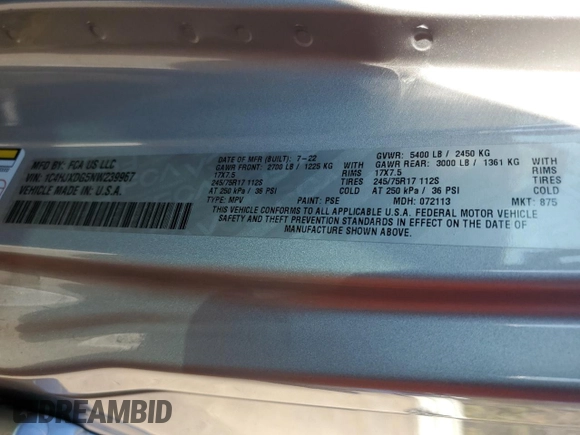 MFD BY: FCA US LLC
VIN: 1C4HJXDG5NW239967
VEHICLE MADE IN: U.S.A.
DATE OF MFR (BUILT): 7-22
GAWR FRONT: 2700 LB / 1225 KG WITH
17X7.5 RIMS
245/75R17 112S TIRES
AT 250 kPa / 36 PSI COLD
TYPE: MPV PAINT: PSE
GVWR: 5400 LB / 2450 KG
GAWR REAR: 3000 LB / 1361 KG WITH
17X7.5 RIMS
245/75R17 112S TIRES
AT 250 kPa / 36 PSI COLD
MDH: 072113 MKT: 875
THIS VEHICLE CONFORMS TO ALL APPLICABLE U.S.A. FEDERAL MOTOR VEHICLE
SAFETY AND THEFT PREVENTION STANDARDS IN EFFECT ON THE DATE OF
MANUFACTURE SHOWN ABOVE.
DREAMBID